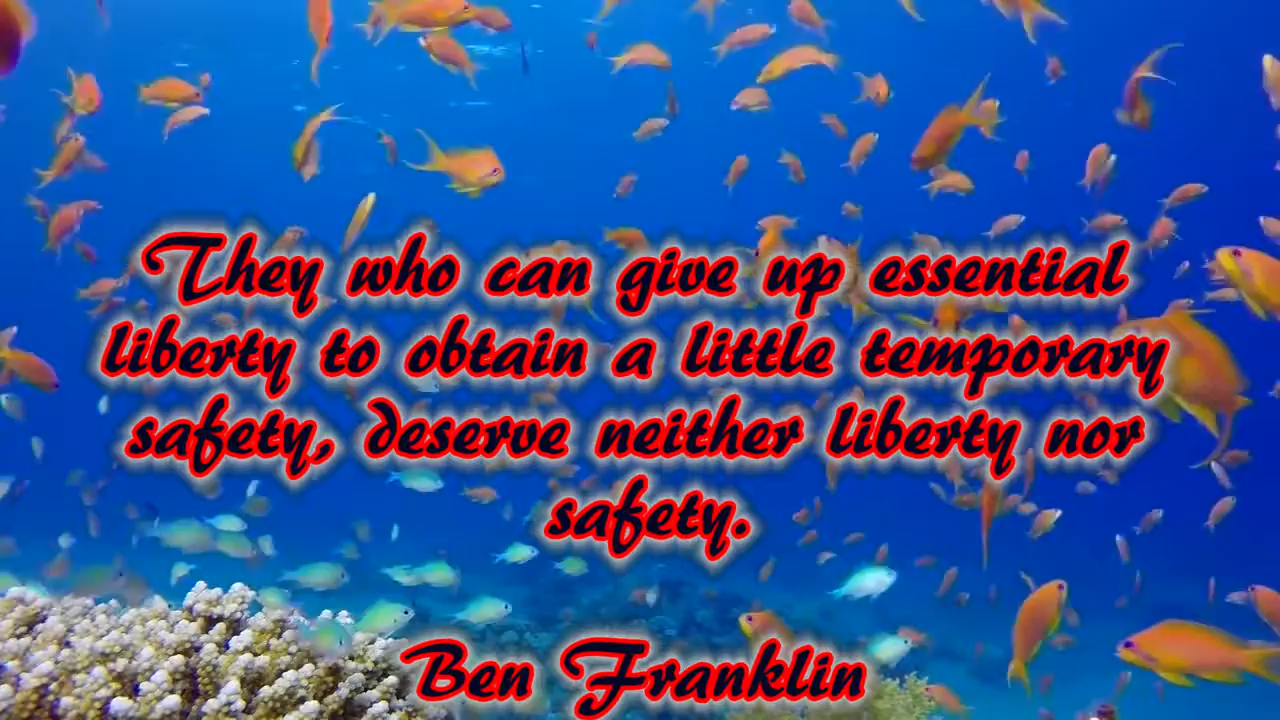 They who can give up essential
liberty to obtain a little temporary
safety, deserve neither liberty nor
safety.
Ben Franklin